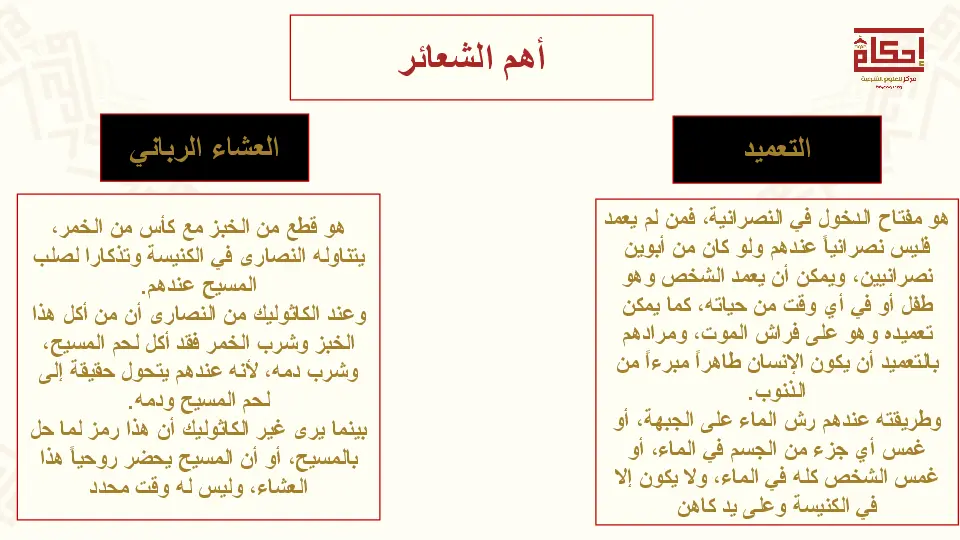 أهم الشعائر
إحكام
مركز للعلوم الشرعية
التعميد
هو مفتاح الدخول في النصرانية، فمن لم يعمد
فليس نصرانياً عندهم ولو كان من أبوين
نصرانيين، ويمكن أن يعمد الشخص وهو
طفل أو في أي وقت من حياته، كما يمكن
تعميده وهو على فراش الموت، ومرادهم
بالتعميد أن يكون الإنسان طاهراً مبرءاً من
الذنوب.
وطريقته عندهم رش الماء على الجبهة، أو
غمس أي جزء من الجسم في الماء، أو
غمس الشخص كله في الماء، ولا يكون إلا
في الكنيسة وعلى يد كاهن
العشاء الرباني
هو قطع من الخبز مع كأس من الخمر،
يتناوله النصارى في الكنيسة وتذكارا لصلب
المسيح عندهم.
وعند الكاثوليك من النصارى أن من أكل هذا
الخبز وشرب الخمر فقد أكل لحم المسيح،
وشرب دمه، لأنه عندهم يتحول حقيقة إلى
لحم المسيح ودمه.
بينما يرى غير الكاثوليك أن هذا رمز لما حل
بالمسيح، أو أن المسيح يحضر روحياً هذا
العشاء، وليس له وقت محدد